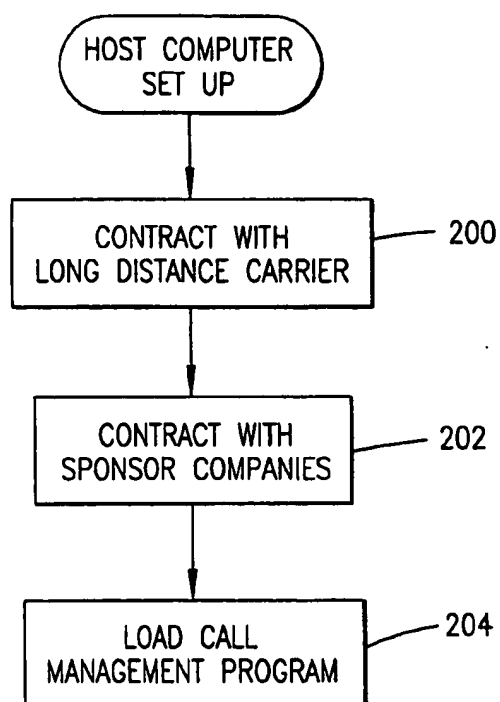 HOST COMPUTER
SET UP
CONTRACT WITH
LONG DISTANCE CARRIER
200
CONTRACT WITH
SPONSOR COMPANIES
202
LOAD CALL
MANAGEMENT PROGRAM
204